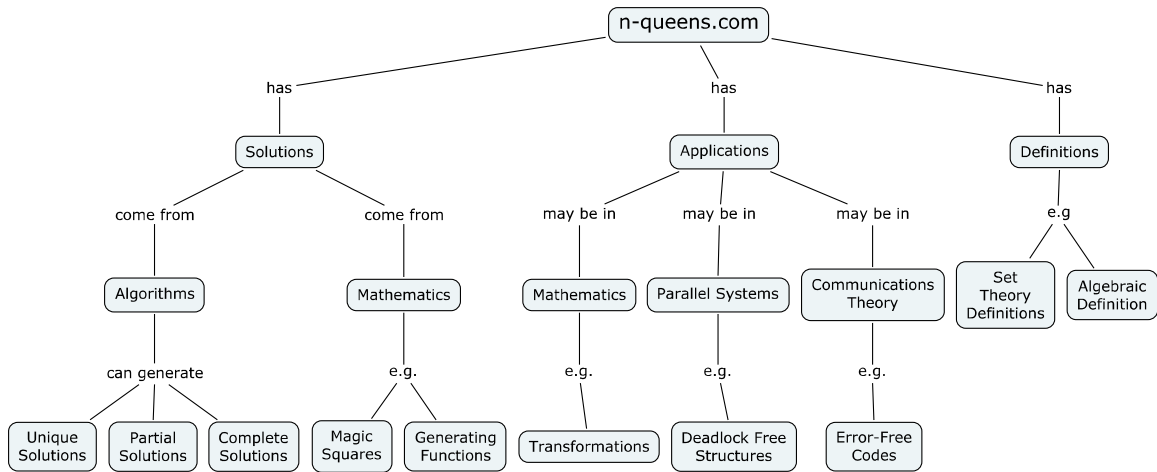 n-queens.com
has
has
has
Solutions
Applications
Definitions
come from
come from
may be in
may be in
may be in
e.g
Algorithms
Mathematics
Mathematics
Parallel Systems
Communications
Theory
Set
Theory
Definitions
Algebraic
Definition
can generate
e.g.
e.g.
e.g.
e.g.
Unique
Solutions
Partial
Solutions
Complete
Solutions
Magic
Squares
Generating
Functions
Transformations
Deadlock Free
Structures
Error-Free
Codes